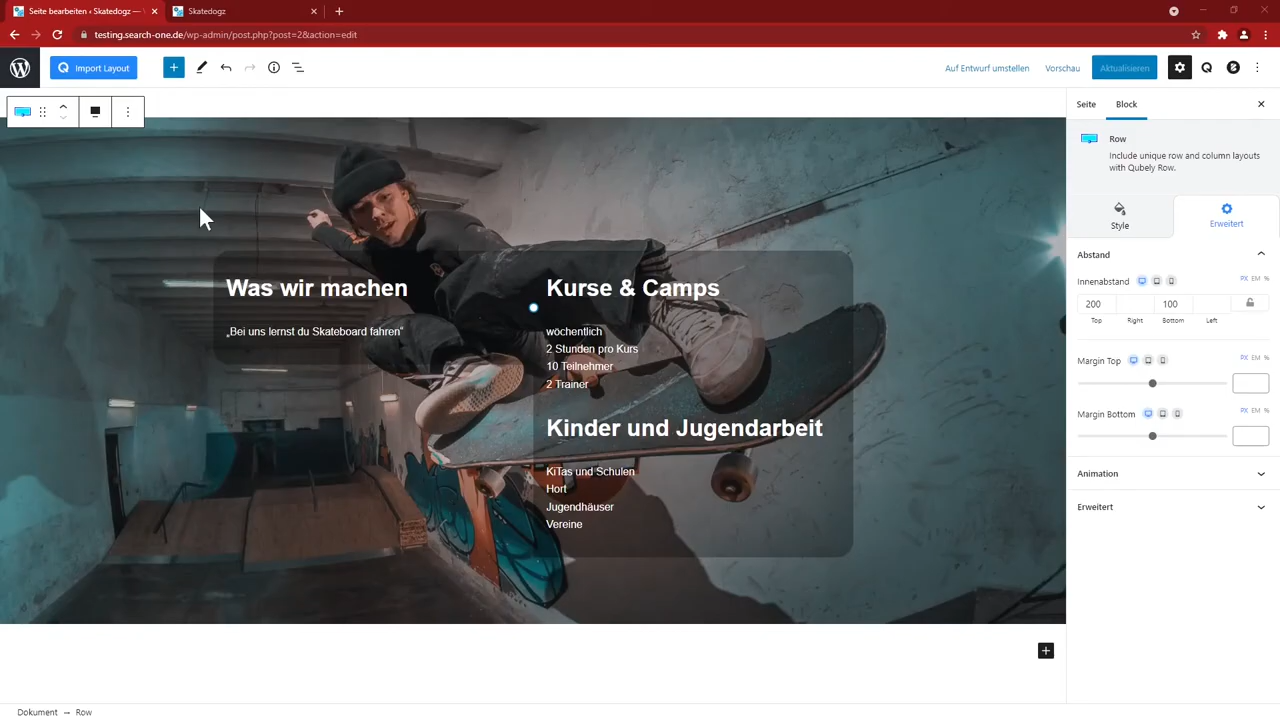 Seite bearbeiten ‹ Skatedogz —
Skatedogz
testing.search-one.de/wp-admin/post.php?post=2&action=edit
Import Layout
Auf Entwurf umstellen
Vorschau
Aktualisieren
Seite
Block
Row
Include unique row and column layouts
with Qubely Row.
Style
Erweitert
Abstand
Innenabstand
PX EM %
200
100
Top
Right
Bottom
Left
Margin Top
PX EM %
Margin Bottom
PX EM %
Animation
Erweitert
Was wir machen
„Bei uns lernst du Skateboard fahren“
Kurse & Camps
wöchentlich
2 Stunden pro Kurs
10 Teilnehmer
2 Trainer
Kinder und Jugendarbeit
KiTas und Schulen
Hort
Jugendhäuser
Vereine
Dokument → Row